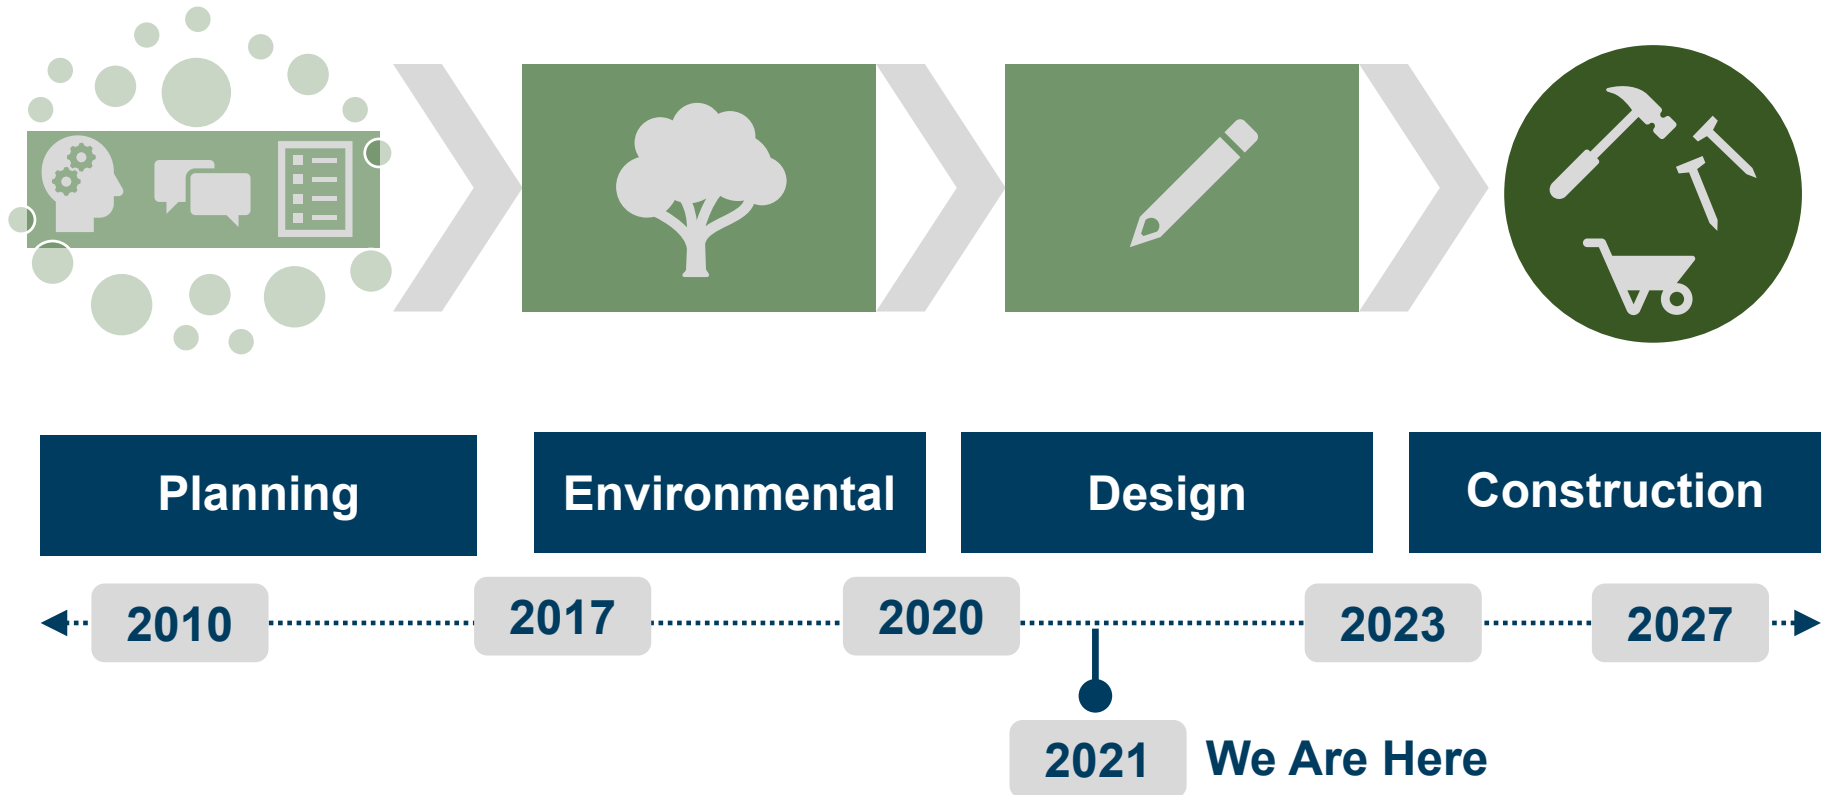 Planning
Environmental
Design
Construction
2010
2017
2020
2023
2027
2021
We Are Here